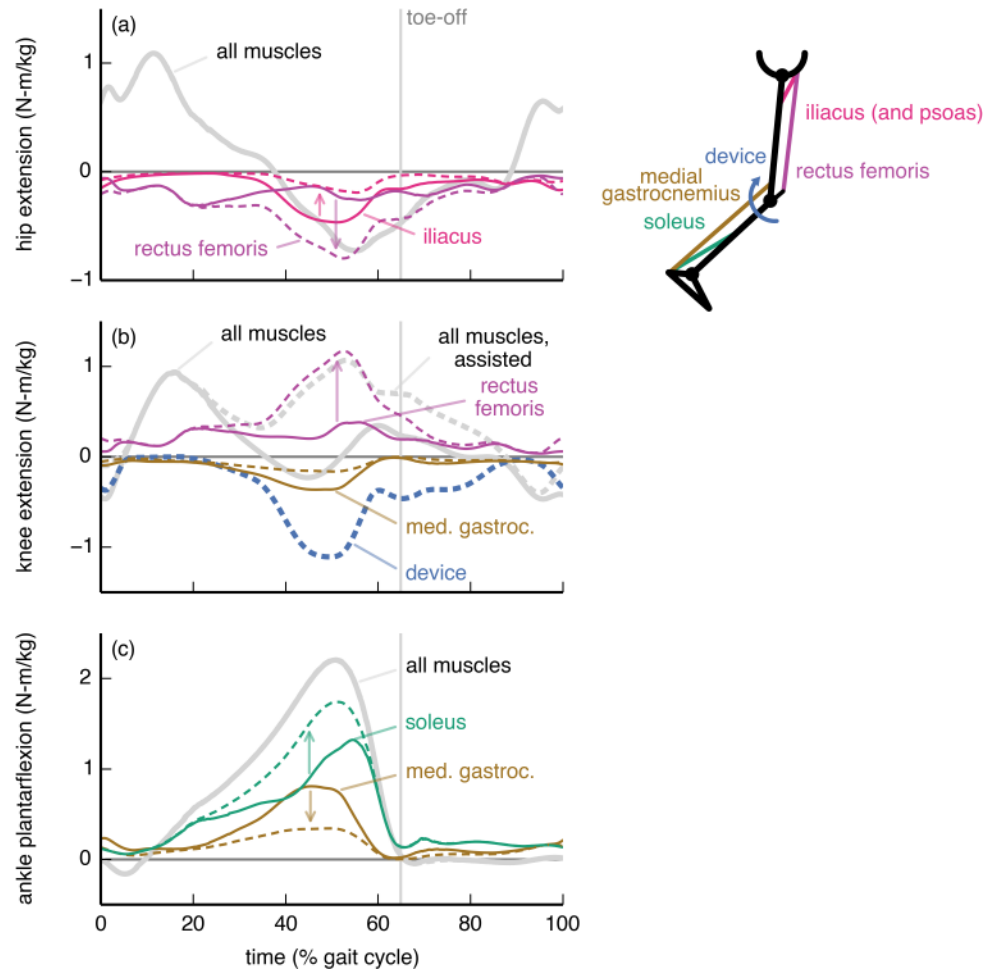 (a)
toe-off
all muscles
1
0
−1
hip extension (N-m/kg)
rectus femoris
iliacus
iliacus (and psoas)
device
rectus femoris
medial
gastrocnemius
soleus
(b)
all muscles
all muscles,
assisted
rectus
femoris
1
0
−1
knee extension (N-m/kg)
med. gastroc.
device
(c)
all muscles
soleus
med. gastroc.
2
1
0
ankle plantarflexion (N-m/kg)
0 20 40 60 80 100
time (% gait cycle)